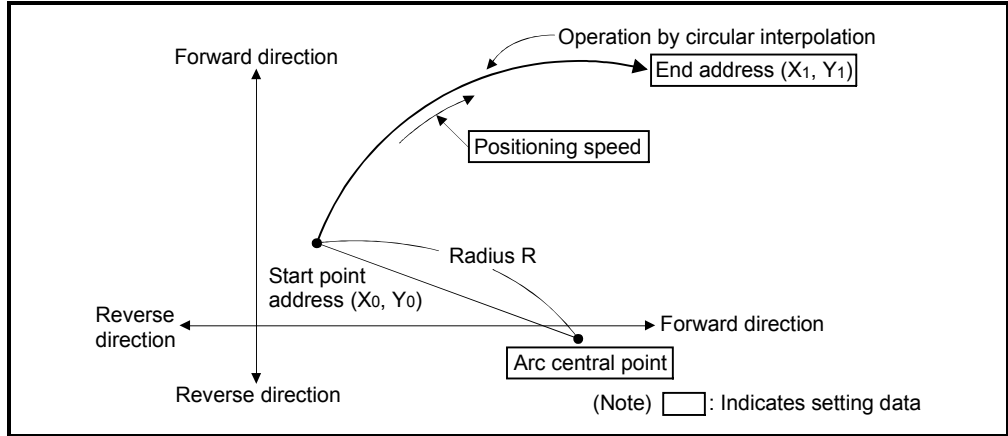 Operation by circular interpolation
Forward direction
End address (X1, Y1)
Positioning speed
Radius R
Start point
address (X0, Y0)
Reverse
direction
Forward direction
Arc central point
Reverse direction
(Note) : Indicates setting data